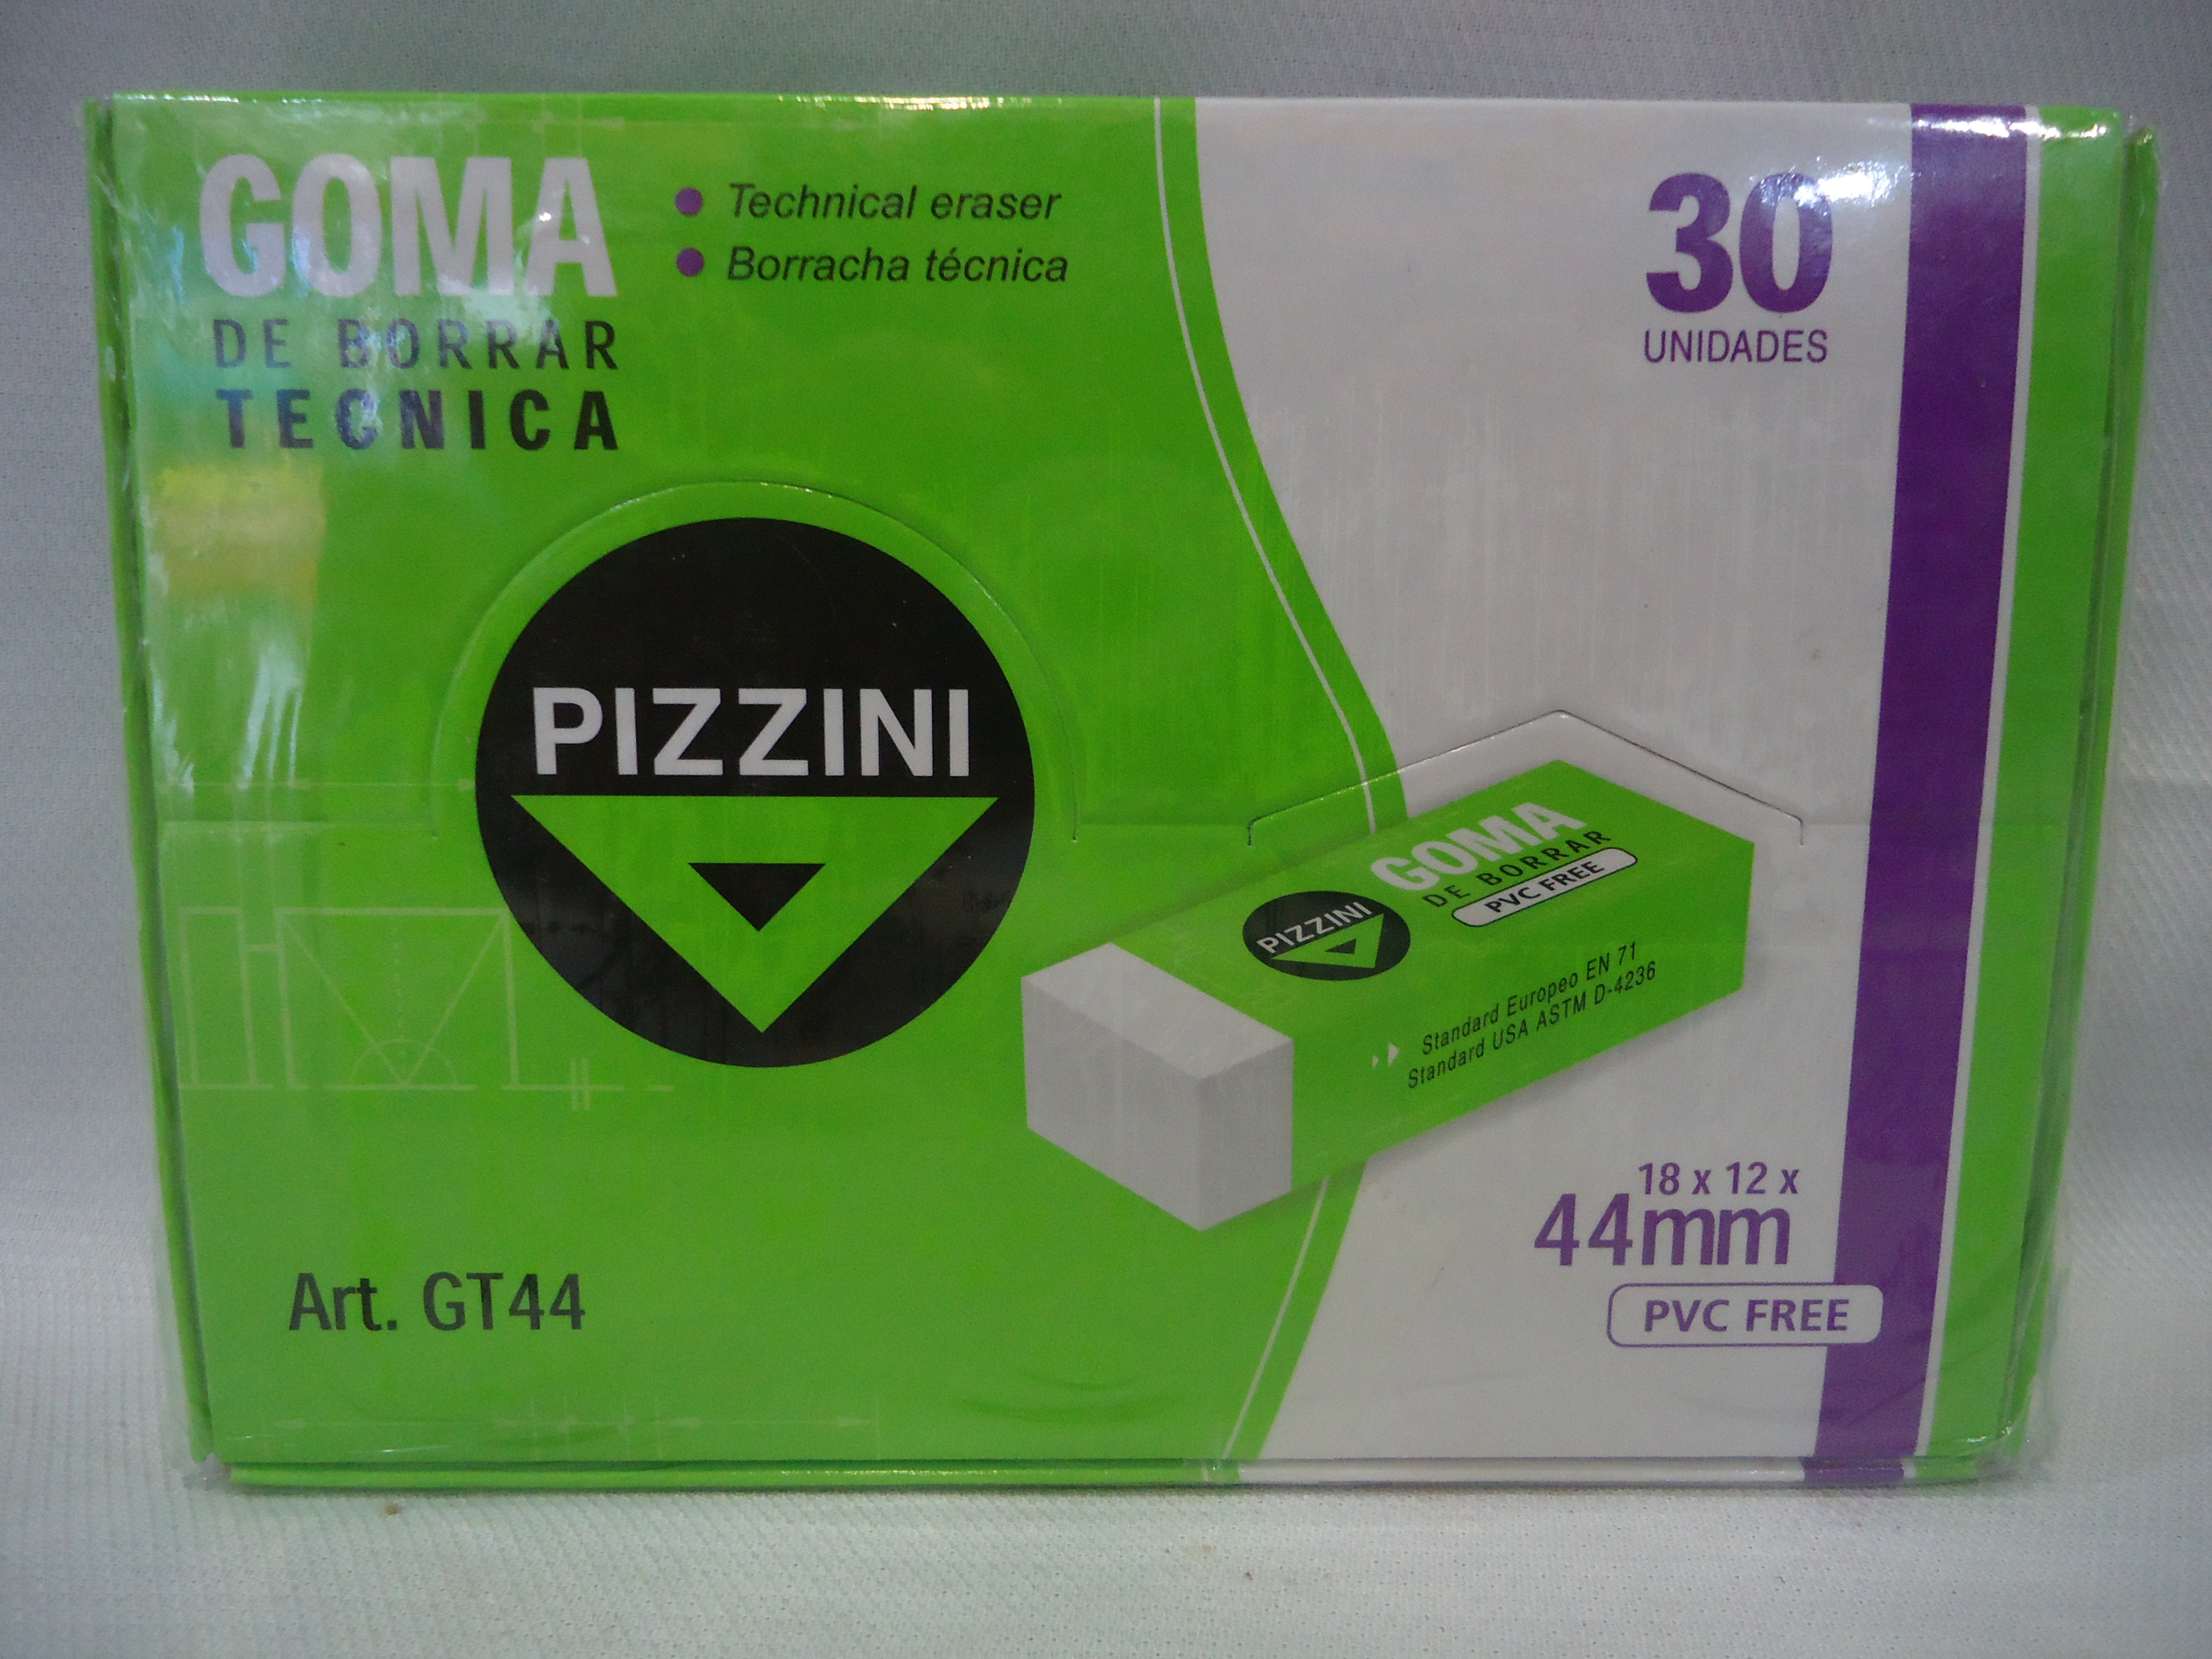 GOMA
DE BORRAR
TECNICA
Technical eraser
Borracha técnica
30
UNIDADES
PIZZINI
GOMA
DE BORRAR
PVC FREE
PIZZINI
Standard Europeo EN 71
Standard USA ASTM D-4236
18 x 12 x
44mm
PVC FREE
Art. GT44